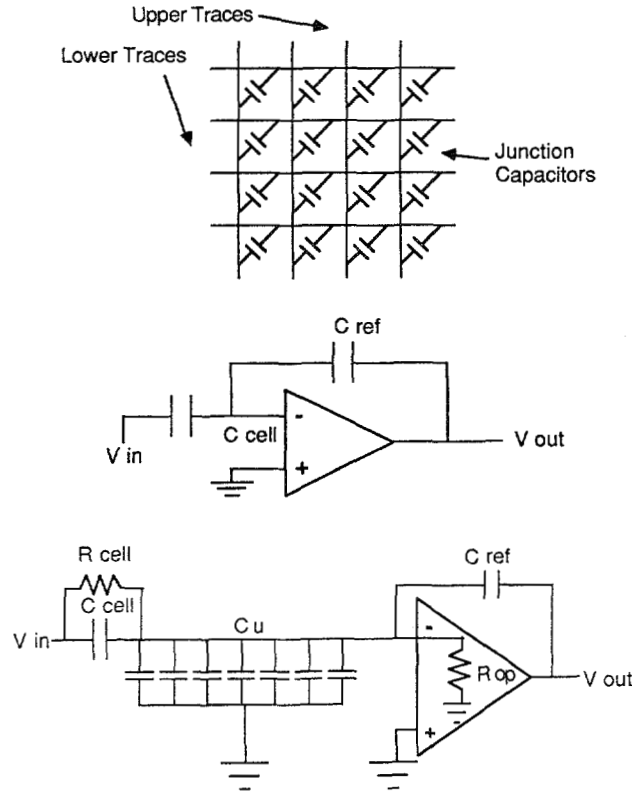 Upper Traces
Lower Traces
Junction
Capacitors
C ref
C cell
V in
V out
-
+
R cell
C ref
C cell
V in
C u
-
R op
V out
+